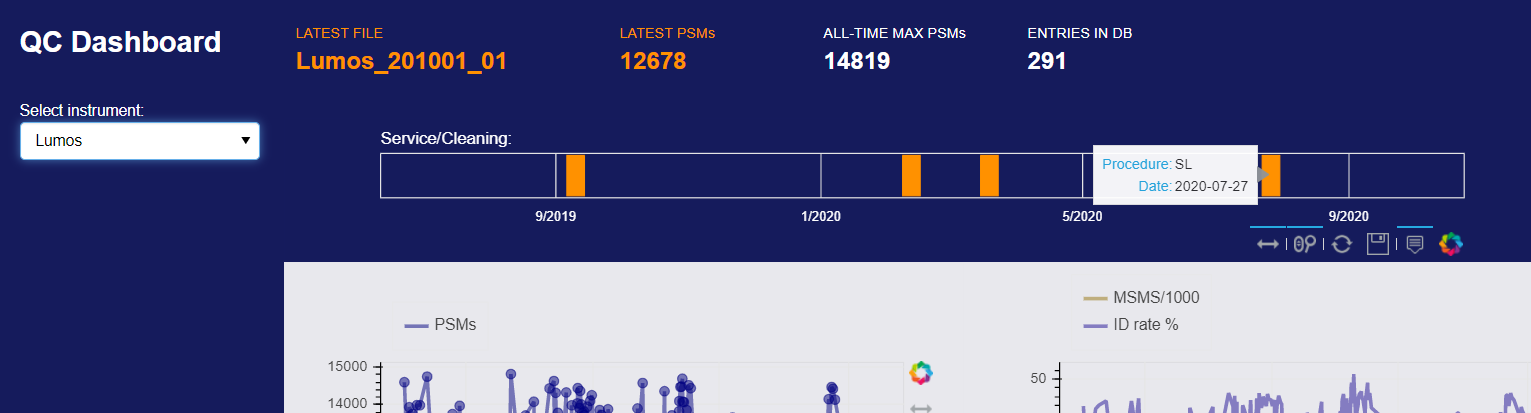 QC Dashboard
LATEST FILE
Lumos_201001_01
LATEST PSMs
12678
ALL-TIME MAX PSMs
14819
ENTRIES IN DB
291
Select instrument:
Lumos
Service/Cleaning:
Procedure: SL
Date: 2020-07-27
9/2019 1/2020 5/2020 9/2020
PSMs
15000
14000
MSMS/1000
ID rate %
50